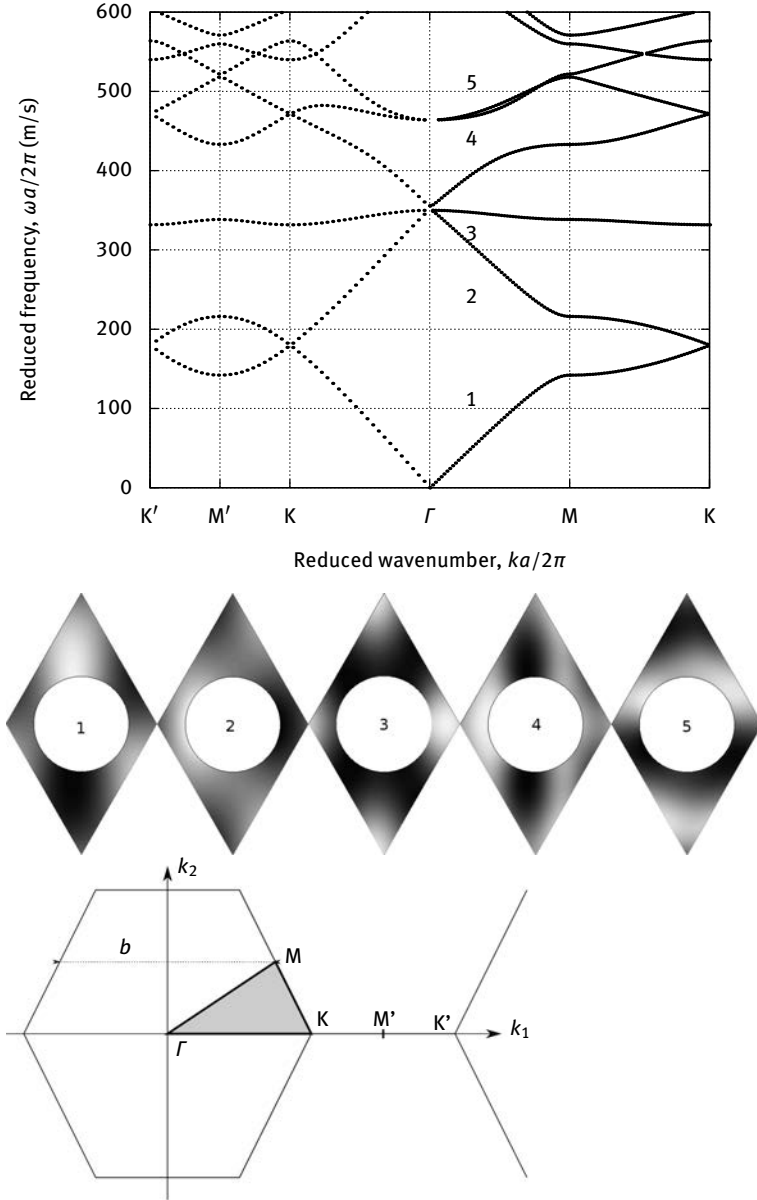 600
500
400
300
200
100
0
Reduced frequency, ωa/2π (m/s)
5
4
3
2
1
K′ M′ K Γ M K
Reduced wavenumber, ka/2π
1 2 3 4 5
k2
b
M
K M' K'
Γ
k1